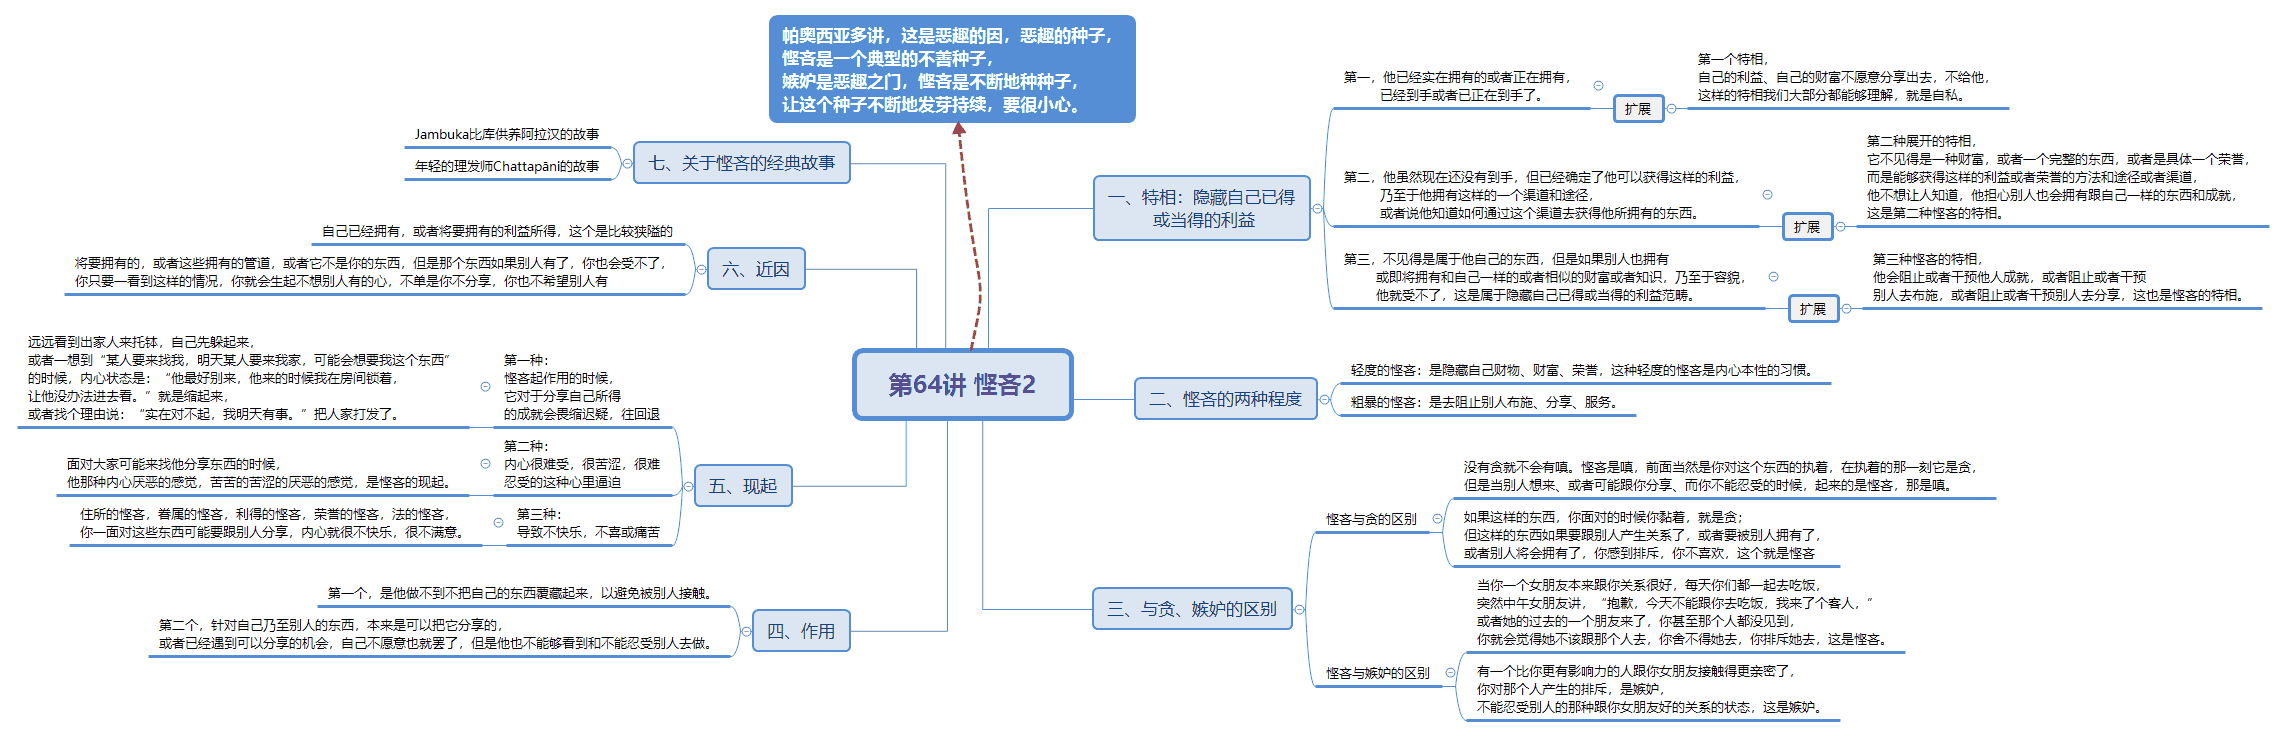 帕奥西亚多讲，这是恶趣的因，恶趣的种子，
悭吝是一个典型的不善种子，
嫉妒是恶趣之门，悭吝是不断地种种子，
让这个种子不断地发芽持续，要很小心。
第64讲 悭吝2
一、特相：隐藏自己已得
或当得的利益
第一，他已经实在拥有的或者正在拥有，
已经到手或者已正在到手了。
扩展
第一个特相，
自己的利益、自己的财富不愿意分享出去，不给他，
这样的特相我们大部分都能够理解，就是自私。
第二，他虽然现在还没有到手，但已经确定了他可以获得这样的利益，
乃至于他拥有这样的一个渠道和途径，
或者说他知道如何通过这个渠道去获得他所拥有的东西。
扩展
第二种展开的特相，
它不见得是一种财富，或者一个完整的东西，或者是具体一个荣誉，
而是能够获得这样的利益或者荣誉的方法和途径或者渠道，
他不想让人知道，他担心别人也会拥有跟自己一样的东西和成就，
这是第二种悭吝的特相。
第三，不见得是属于他自己的东西，但是如果别人也拥有
或即将拥有和自己一样的或者相似的财富或者知识，乃至于容貌，
他就受不了，这是属于隐藏自己已得或当得的利益范畴。
扩展
第三种悭吝的特相，
他会阻止或者干预他人成就，或者阻止或者干预
别人去布施，或者阻止或者干预别人去分享，这也是悭吝的特相。
二、悭吝的两种程度
轻度的悭吝：是隐藏自己财物、财富、荣誉，这种轻度的悭吝是内心本性的习惯。
粗暴的悭吝：是去阻止别人布施、分享、服务。
三、与贪、嫉妒的区别
悭吝与贪的区别
没有贪就不会有嗔。悭吝是嗔，前面当然是你对这个东西的执着，在执着的那一刻它是贪，
但是当别人想来、或者可能跟你分享、而你不能忍受的时候，起来的是悭吝，那是嗔。
如果这样的东西，你面对的时候你黏着，就是贪；
但这样的东西如果要跟别人产生关系了，或者要被别人拥有了，
或者别人将会拥有了，你感到排斥，你不喜欢，这个就是悭吝
悭吝与嫉妒的区别
当你一个女朋友本来跟你关系很好，每天你们都一起去吃饭，
突然中午女朋友讲，“抱歉，今天不能跟你去吃饭，我来了个客人，”
或者她的过去的一个朋友来了，你甚至那个人都没见到，
你就会觉得她不该跟那个人去，你舍不得她去，你排斥她去，这是悭吝。
有一个比你更有影响力的人跟你女朋友接触得更亲密了，
你对那个人产生的排斥，是嫉妒，
不能忍受别人的那种跟你女朋友好的关系的状态，这是嫉妒。
四、作用
第一个，是他做不到不把自己的东西覆藏起来，以避免被别人接触。
第二个，针对自己乃至别人的东西，本来是可以把它分享的，
或者已经遇到可以分享的机会，自己不愿意也就罢了，但是他也不能够看到和不能忍受别人去做。
五、现起
第一种：
悭吝起作用的时候，
它对于分享自己所得
的成就会畏缩迟疑，往回退
远远看到出家人来托钵，自己先躲起来，
或者一想到“某人要来找我，明天某人要来我家，可能会想要我这个东西”
的时候，内心状态是：“他最好别来，他来的时候我在房间锁着，
让他没办法进去看。”就是缩起来，
或者找个理由说：“实在对不起，我明天有事。”把人家打发了。
第二种：
内心很难受，很苦涩，很难
忍受的这种心里逼迫
面对大家可能来找他分享东西的时候，
他那种内心厌恶的感觉，苦苦的苦涩的厌恶的感觉，是悭吝的现起。
第三种：
导致不快乐，不喜或痛苦
住所的悭吝，眷属的悭吝，利得的悭吝，荣誉的悭吝，法的悭吝，
你一面对这些东西可能要跟别人分享，内心就很不快乐，很不满意。
六、近因
自己已经拥有，或者将要拥有的利益所得，这个是比较狭隘的
将要拥有的，或者这些拥有的管道，或者它不是你的东西，但是那个东西如果别人有了，你也会受不了，
你只要一看到这样的情况，你就会生起不想别人有的心，不单是你不分享，你也不希望别人有
七、关于悭吝的经典故事
Jambuka比库供养阿拉汉的故事
年轻的理发师Chattapāni的故事